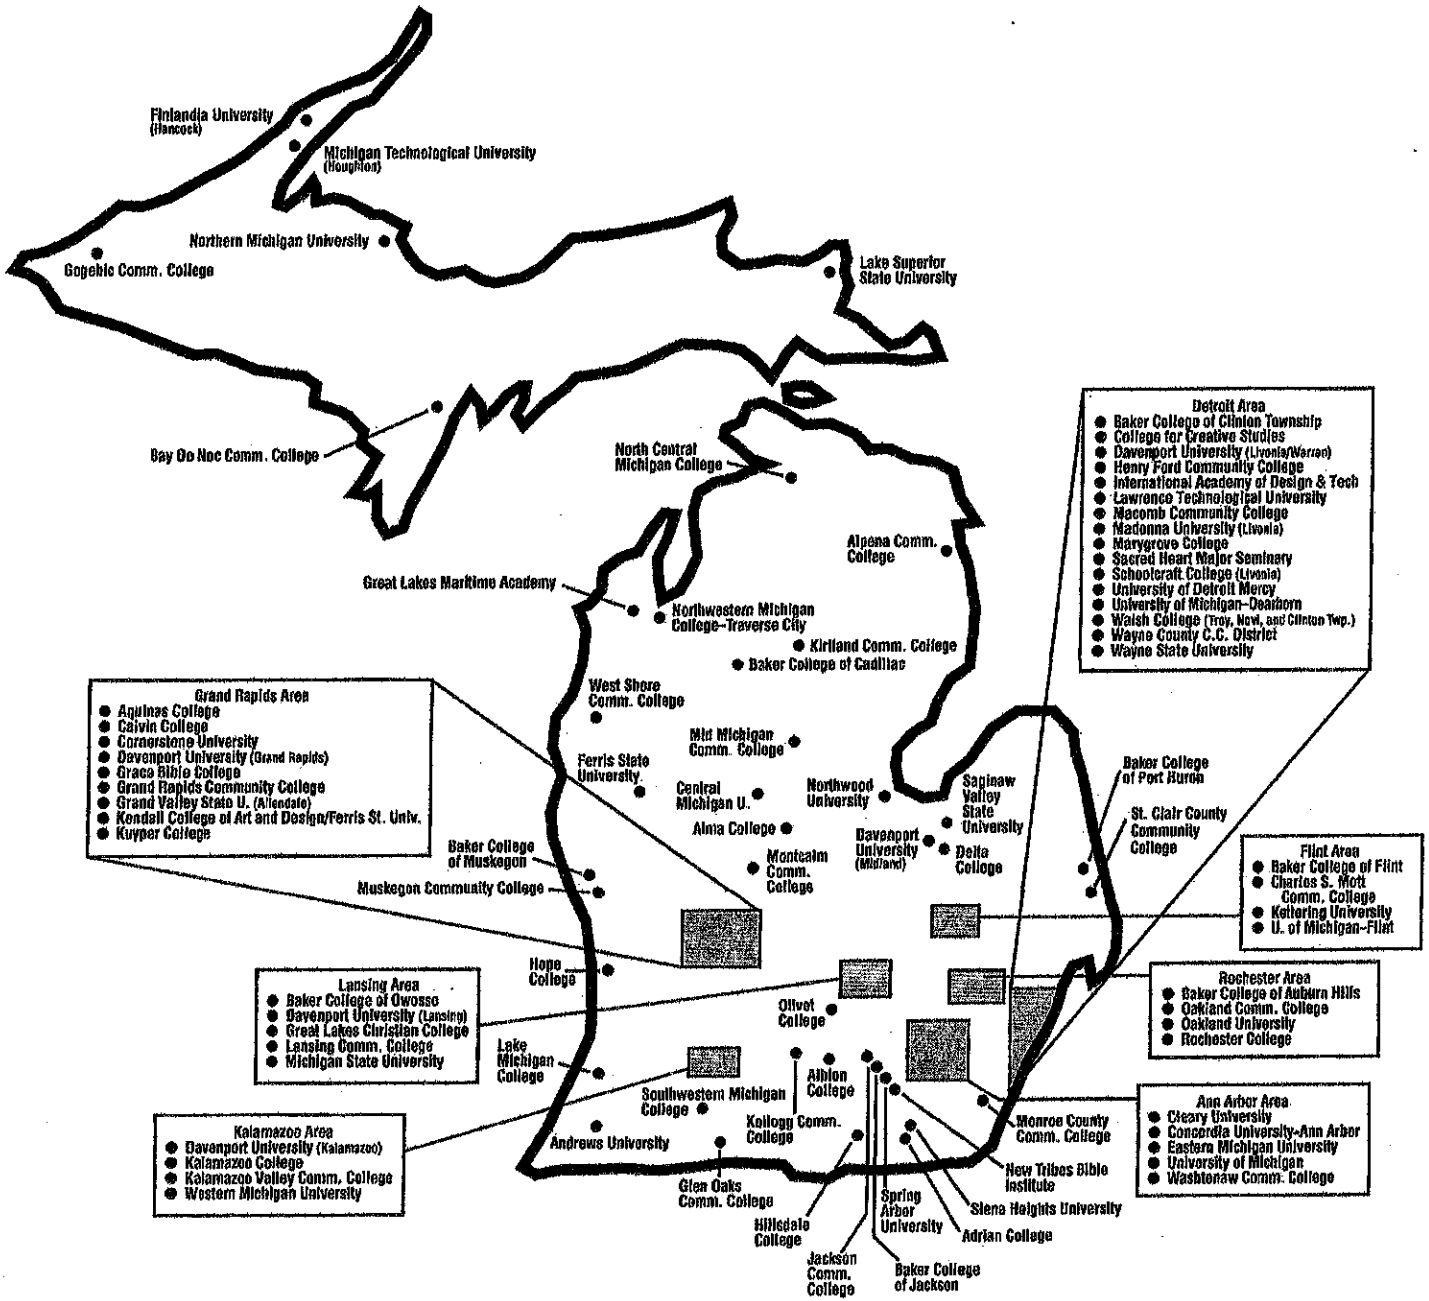 Finlandia University
(Hancock)
Michigan Technological University
(Houghton)
Northern Michigan University
Gogebic Comm. College
Lake Superior
State University
Bay De Noc Comm. College
North Central
Michigan College
Alpena Comm.
College
Great Lakes Maritime Academy
Northwestern Michigan
College-Traverse City
Kirtland Comm. College
Baker College of Cadillac
West Shore
Comm. College
Mid Michigan
Comm. College
Ferris State
University
Central
Michigan U.
Northwood
University
Saginaw
Valley
State
University
Alma College
Davenport
University
(Midland)
Delta
College
Montcalm
Comm.
College
Baker College
of Port Huron
St. Clair County
Community
College
Baker College
of Muskegon
Muskegon Community College
Hope
College
Olivet
College
Lake
Michigan
College
Albion
College
Southwestern Michigan
College
Kellogg Comm.
College
Andrews University
Glen Oaks
Comm. College
Hillsdale
College
Jackson
Comm.
College
Baker College
of Jackson
Spring
Arbor
University
Adrian College
Siena Heights University
New Tribes Bible
Institute
Monroe County
Comm. College
Detroit Area
Baker College of Clinton Township
College for Creative Studies
Davenport University (Livonia/Warren)
Henry Ford Community College
International Academy of Design & Tech
Lawrence Technological University
Macomb Community College
Madonna University (Livonia)
Marygrove College
Sacred Heart Major Seminary
Schoolcraft College (Livonia)
University of Detroit Mercy
University of Michigan-Dearborn
Walsh College (Troy, Novi, and Clinton Twp.)
Wayne County C.C. District
Wayne State University
Grand Rapids Area
Aquinas College
Calvin College
Cornerstone University
Davenport University (Grand Rapids)
Grace Bible College
Grand Rapids Community College
Grand Valley State U. (Allendale)
Kendall College of Art and Design/Ferris St. Univ.
Kuyper College
Flint Area
Baker College of Flint
Charles S. Mott
Comm. College
Kettering University
U. of Michigan-Flint
Lansing Area
Baker College of Owosso
Davenport University (Lansing)
Great Lakes Christian College
Lansing Comm. College
Michigan State University
Rochester Area
Baker College of Auburn Hills
Oakland Comm. College
Oakland University
Rochester College
Kalamazoo Area
Davenport University (Kalamazoo)
Kalamazoo College
Kalamazoo Valley Comm. College
Western Michigan University
Ann Arbor Area
Cleary University
Concordia University-Ann Arbor
Eastern Michigan University
University of Michigan
Washtenaw Comm. College